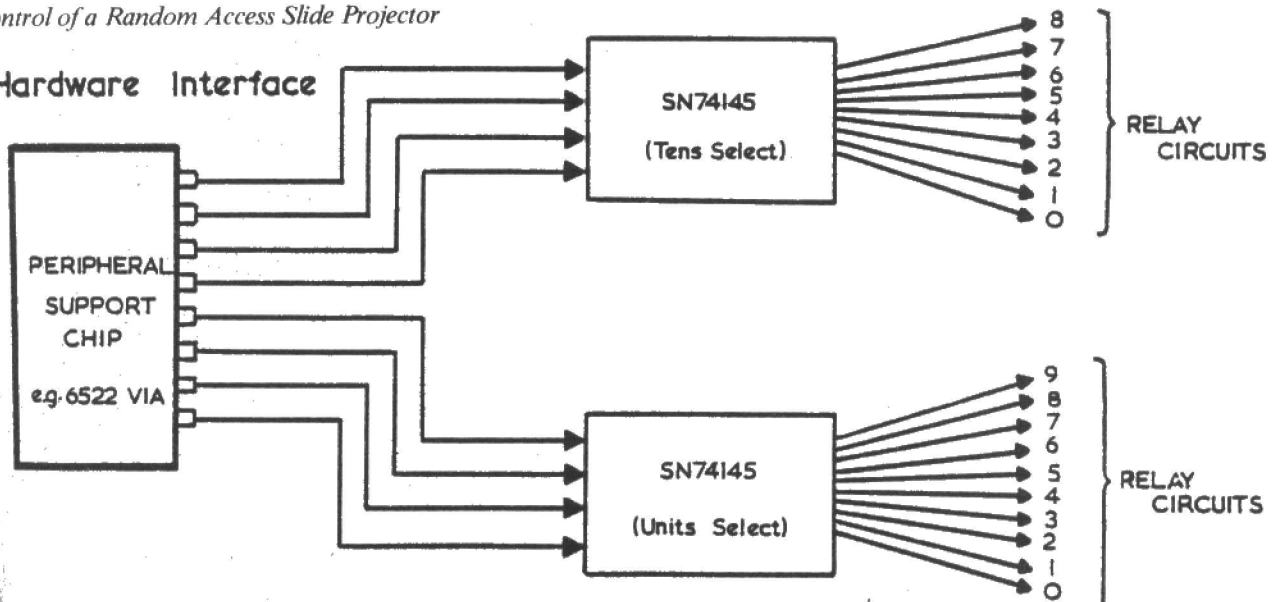 ontrol of a Random Access Slide Projector
Hardware Interface
PERIPHERAL
SUPPORT
CHIP
e.g. 6522 VIA
SN74145
(Tens Select)
8
7
6
5
4
3
2
1
0
RELAY
CIRCUITS
SN74145
(Units Select)
9
8
7
6
5
4
3
2
1
0
RELAY
CIRCUITS